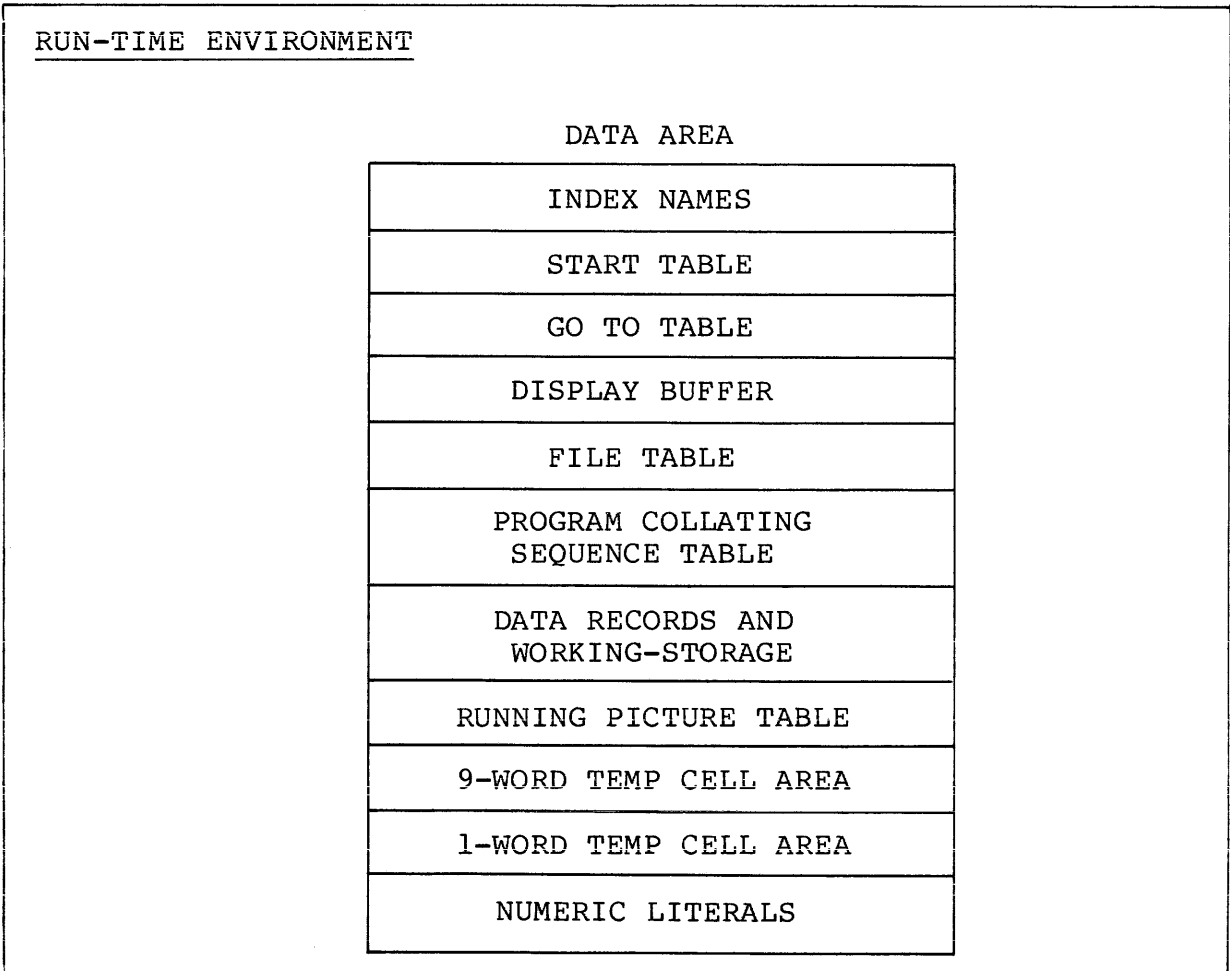 RUN-TIME ENVIRONMENT
DATA AREA
INDEX NAMES
START TABLE
GO TO TABLE
DISPLAY BUFFER
FILE TABLE
PROGRAM COLLATING
SEQUENCE TABLE
DATA RECORDS AND
WORKING-STORAGE
RUNNING PICTURE TABLE
9-WORD TEMP CELL AREA
1-WORD TEMP CELL AREA
NUMERIC LITERALS